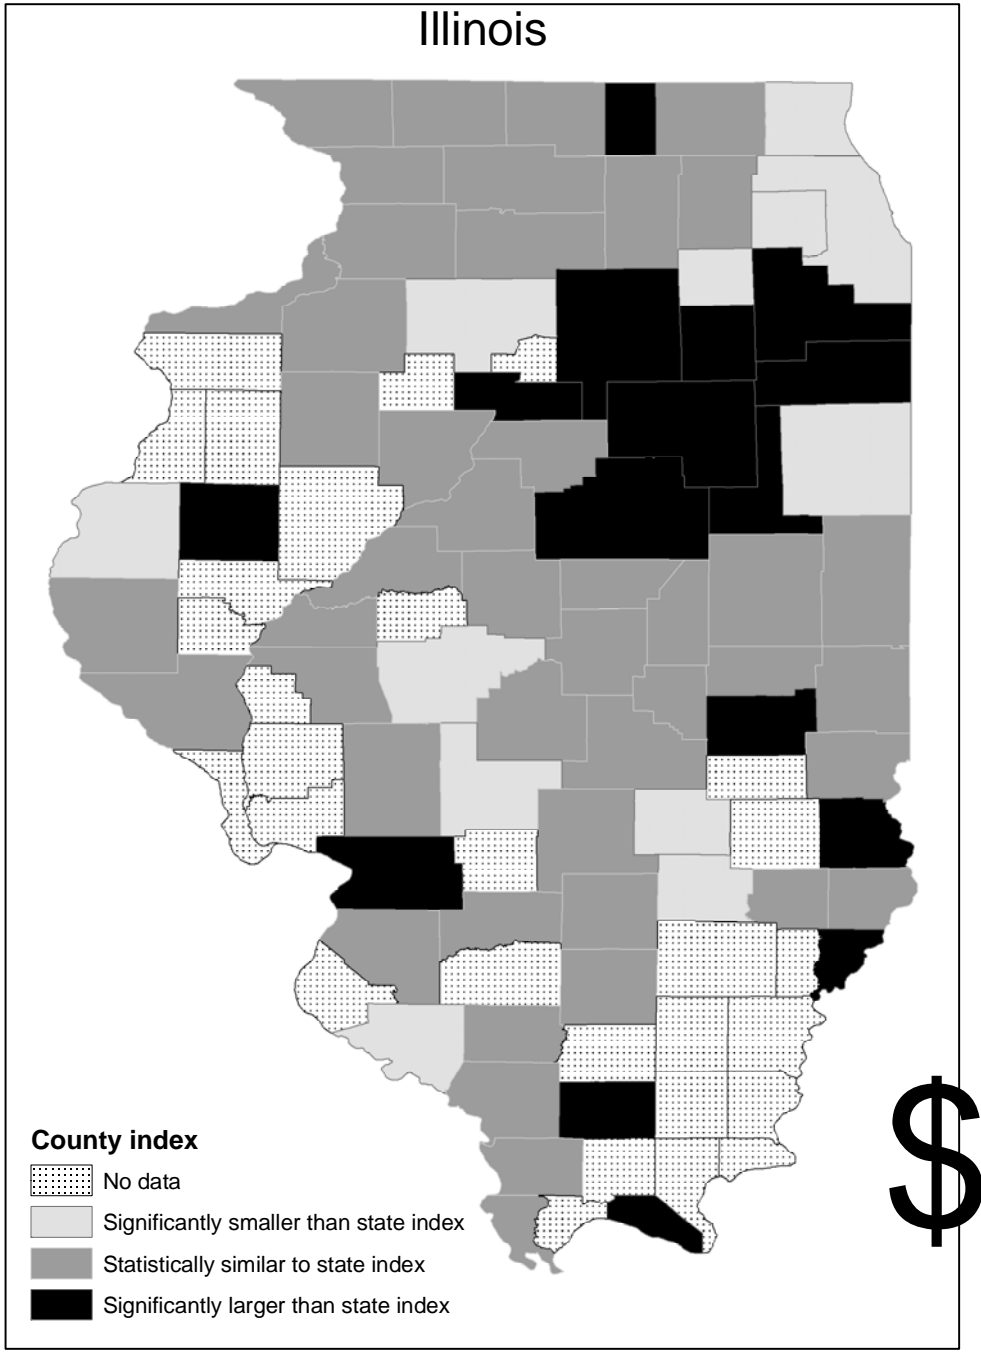 Illinois
County index
No data
Significantly smaller than state index
Statistically similar to state index
Significantly larger than state index
$